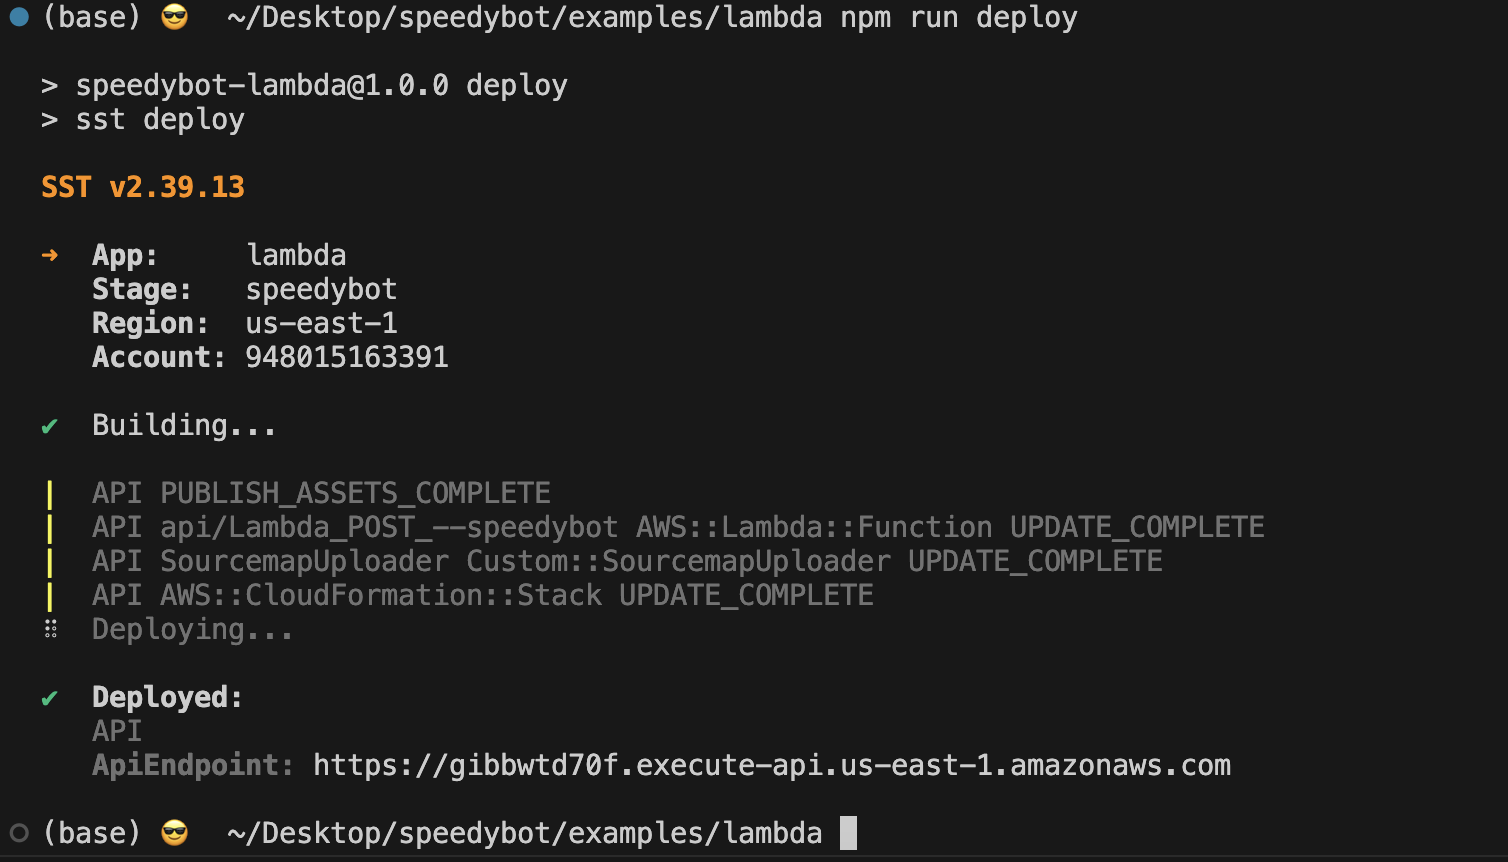 (base) 😎 ~/Desktop/speedybot/examples/lambda npm run deploy
> speedybot-lambda@1.0.0 deploy
> sst deploy
SST v2.39.13
➜ App: lambda
Stage: speedybot
Region: us-east-1
Account: 948015163391
✔ Building...
| API PUBLISH_ASSETS_COMPLETE
| API api/Lambda_POST_--speedybot AWS::Lambda::Function UPDATE_COMPLETE
| API SourcemapUploader Custom::SourcemapUploader UPDATE_COMPLETE
| API AWS::CloudFormation::Stack UPDATE_COMPLETE
⠿ Deploying...
✔ Deployed:
API
ApiEndpoint: https://gibbwtd70f.execute-api.us-east-1.amazonaws.com
(base) 😎 ~/Desktop/speedybot/examples/lambda